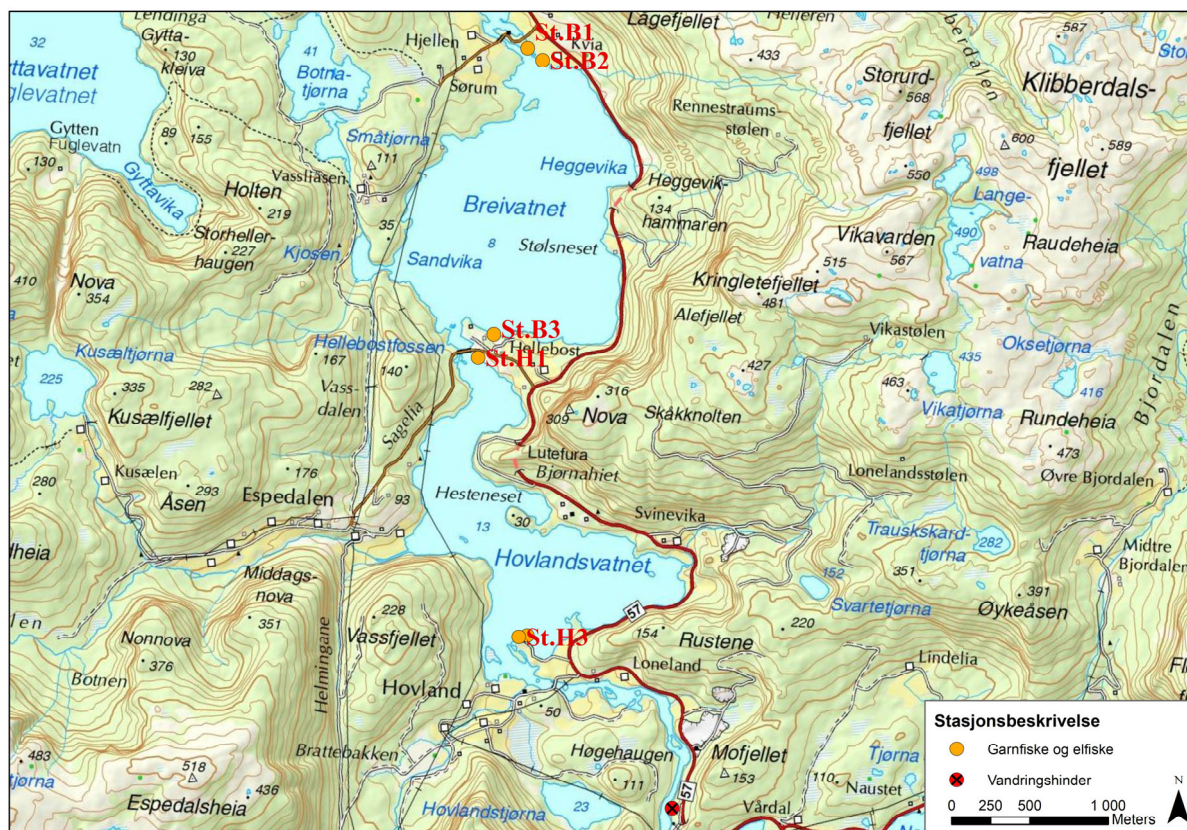 Lendinga
Lågefjellet
Hefferen
587
32
Gytta-
130
kleiva
41
Botna-
tjørna
Hjellen
St.B1
Kvia
St.B2
433
Klibberdals-
fjellet
Sørum
Storurd-
568
fjellet
Rennestraums-
stølen
89
155
Småtjørna
111
Gytten
Fuglevatn
130
Gyttavika
Holten
219
Vassliåsen
Heggevika
Heggevik-
hammaren
134
600
589
550
498
Lange-
vatna
490
Breivatnet
8
Stølsneset
Storheller-
haugen
227
35
Kjosen
Sandvika
Vikavarden
567
515
Raudeheia
Kringletefjellet
481
410
Nova
354
Alefjellet
Vikastølen
Bjordalen
St.B3
Hellebostfossen
Hellebost
St.H1
Kusæltjørna
225
167
140
Vass-
dalen
427
435
Oksetjørna
416
335
282
Kusælfjellet
Sagelia
316
309
Nova
Skåkknolten
463
Vikatjørna
Rundeheia
473
Kusælen
176
293
280
Åsen
Espedalen
93
Lutefura
Bjørnahiet
Lonelandsstølen
Øvre Bjordalen
Hesteneset
30
13
Svinevika
Hovlandsvatnet
Trauskskard-
tjørna
282
Midtre
Bjordalen
Middags-
nova
351
152
351
Svartetjørna
391
Øykeåsen
57
228
Vassfjellet
Nonnova
376
Botnen
Helmingane
St.H3
154
Rustene
220
Loneland
Lindelia
Hovland
50
Brattebakken
483
518
436
Espedalsheia
Høgehaugen
111
Hovlandstjørna
23
Mofjellet
153
57
Vårdal
110
Naustet
Tjørna
Stasjonsbeskrivelse
Garnfiske og elfiske
Vandringshinder
N
0 250 500 1 000
Meters